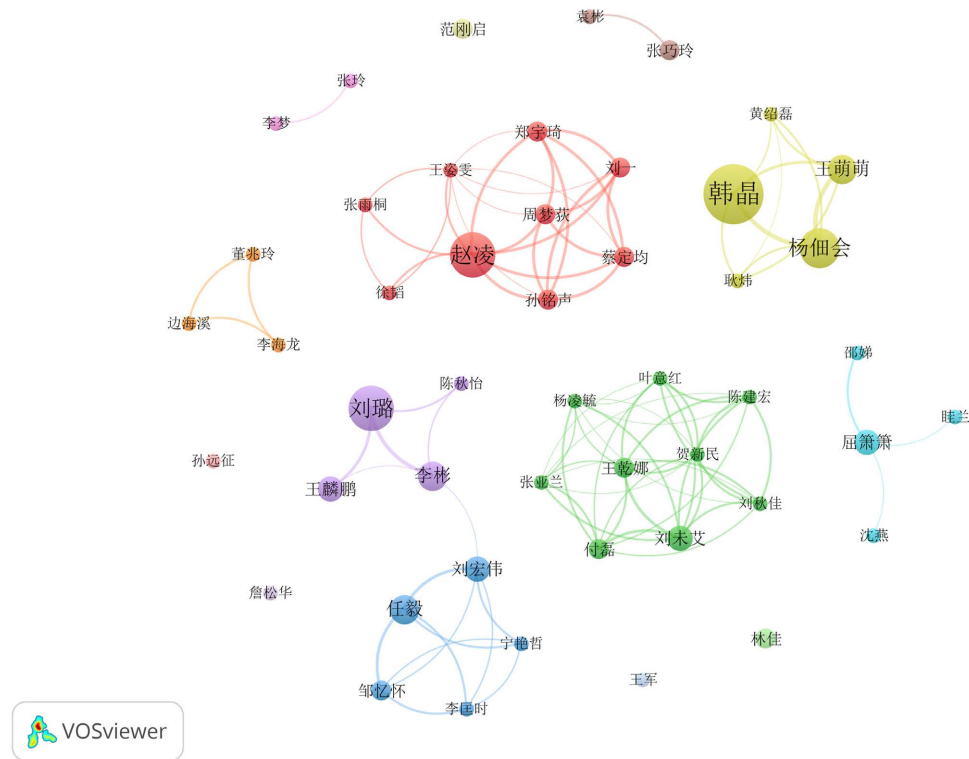 袁彬
范刚启
张巧玲
张玲
李梦
黄绍磊
郑宇琦
王姿雯
刘一
王萌萌
韩晶
张雨桐
周梦荻
杨佃会
赵凌
蔡定均
董兆玲
耿炜
徐韬
孙铭声
边海溪
李海龙
邵娣
叶意红
陈秋怡
杨凌毓
陈建宏
刘璐
眭兰
屈箫箫
贺新民
孙远征
王乾娜
李彬
张亚兰
王麟鹏
刘秋佳
沈燕
刘未艾
付磊
刘宏伟
詹松华
任毅
林佳
宁艳哲
王军
邹忆怀
李匡时
VOSviewer